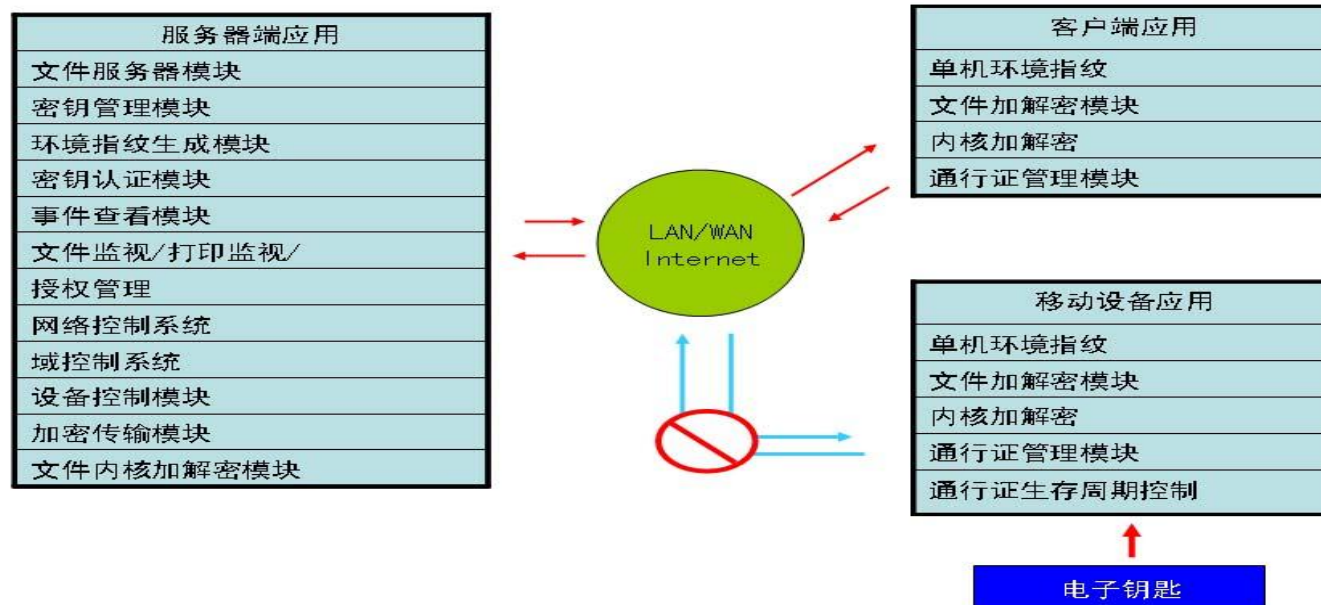 服务器端应用
文件服务器模块
密钥管理模块
环境指纹生成模块
密钥认证模块
事件查看模块
文件监视/打印监视/
授权管理
网络控制系统
域控制系统
设备控制模块
加密传输模块
文件内核加解密模块
LAN/WAN
Internet
客户端应用
单机环境指纹
文件加解密模块
内核加解密
通行证管理模块
移动设备应用
单机环境指纹
文件加解密模块
内核加解密
通行证管理模块
通行证生存周期控制
电子钥匙